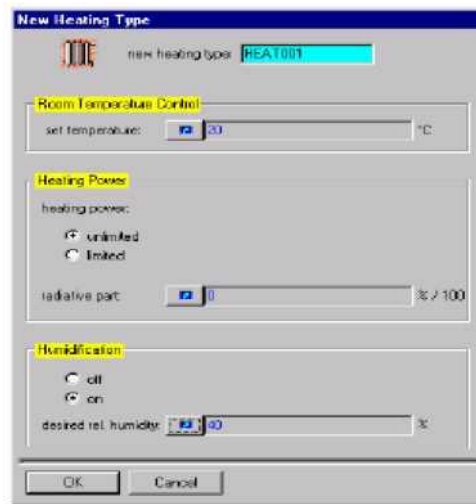 New Heating Type
new heating type: HEAT001
Room Temperature Control
set temperature: 20 °C
Heating Power
heating power:
unlimited
limited
radiative part: 0 % / 100
Humidification
off
on
desired rel. humidity: 40 %
OK Cancel